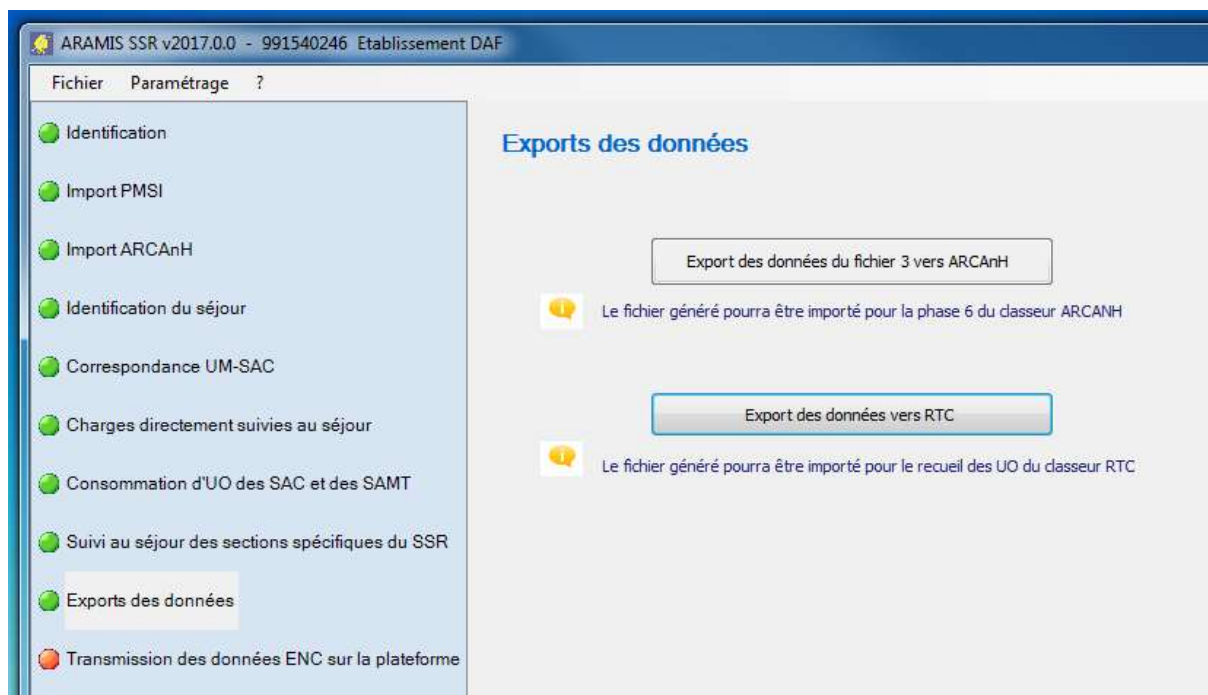 ARAMIS SSR v2017.0.0 - 991540246 Etablissement DAF
Fichier Paramétrage ?
Identification
Import PMSI
Import ARCAnH
Identification du séjour
Correspondance UM-SAC
Charges directement suivies au séjour
Consommation d'UO des SAC et des SAMT
Suivi au séjour des sections spécifiques du SSR
Exports des données
Transmission des données ENC sur la plateforme
Exports des données
Export des données du fichier 3 vers ARCAnH
Le fichier généré pourra être importé pour la phase 6 du classeur ARCANH
Export des données vers RTC
Le fichier généré pourra être importé pour le recueil des UO du classeur RTC